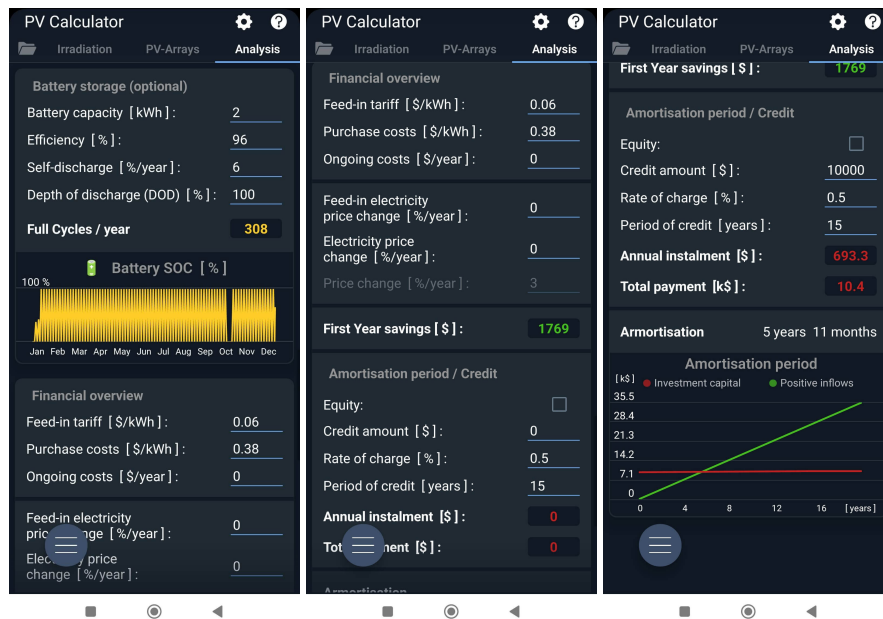 PV Calculator
Irradiation PV-Arrays Analysis
Battery storage (optional)
Battery capacity [ kWh ] : 2
Efficiency [ % ] : 96
Self-discharge [ %/year ] : 6
Depth of discharge (DOD) [ % ] : 100
Full Cycles / year 308
Battery SOC [ % ]
100 %
Jan Feb Mar Apr May Jun Jul Aug Sep Oct Nov Dec
Financial overview
Feed-in tariff [ $/kWh ] : 0.06
Purchase costs [ $/kWh ] : 0.38
Ongoing costs [ $/year ] : 0
Feed-in electricity
nge [ %/year ] : 0
price
change [ %/year ] : 0
PV Calculator
Irradiation PV-Arrays Analysis
Financial overview
Feed-in tariff [ $/kWh ] : 0.06
Purchase costs [ $/kWh ] : 0.38
Ongoing costs [ $/year ] : 0
Feed-in electricity
price change [ %/year ] : 0
Electricity price
change [ %/year ] : 0
Price change [ %/year ] : 3
First Year savings [ $ ] : 1769
Amortisation period / Credit
Equity:
Credit amount [ $ ] : 0
Rate of charge [ % ] : 0.5
Period of credit [ years ] : 15
Annual instalment [$ ] : 0
ment [ $ ] : 0
PV Calculator
Irradiation PV-Arrays Analysis
First Year savings [ $ ] : 1769
Amortisation period / Credit
Equity:
Credit amount [ $ ] : 10000
Rate of charge [ % ] : 0.5
Period of credit [ years ] : 15
Annual instalment [$ ] : 693.3
Total payment [k$ ] : 10.4
Armortisation 5 years 11 months
Amortisation period
[ k$ ] Investment capital Positive inflows
35.5
28.4
21.3
14.2
7.1
0
0 4 8 12 16 [ years ]